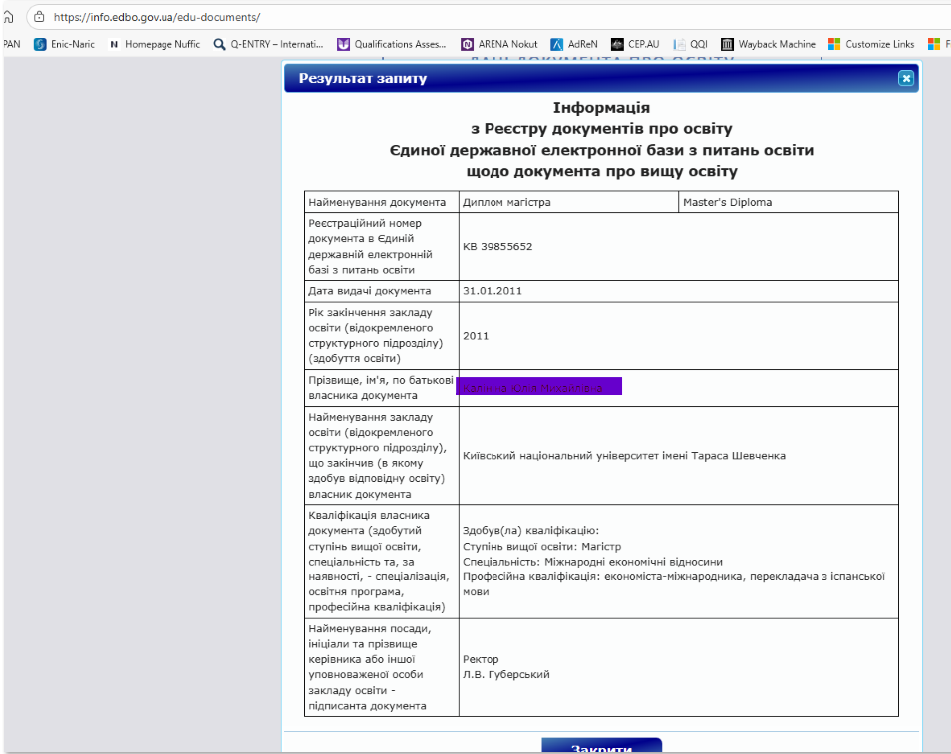 https://info.edbo.gov.ua/edu-documents/
PAN Enic-Naric Homepage Nuffic Q-ENTRY – Internati... Qualifications Asses... ARENA Nokut AdReN CEP.AU QQI Wayback Machine Customize Links F
Результат запиту
Інформація
з Реєстру документів про освіту
Єдиної державної електронної бази з питань освіти
щодо документа про вищу освіту
Найменування документа Диплом магістра Master's Diploma
Реєстраційний номер
документа в Єдиній
державній електронній
базі з питань освіти
KB 39855652
Дата видачі документа 31.01.2011
Рік закінчення закладу
освіти (відокремленого
структурного підрозділу)
(здобуття освіти)
2011
Прізвище, ім'я, по батькові
власника документа
Найменування закладу
освіти (відокремленого
структурного підрозділу),
що закінчив (в якому
здобув відповідну освіту)
власник документа
Київський національний університет імені Тараса Шевченка
Кваліфікація власника
документа (здобутий
ступінь вищої освіти,
спеціальність та, за
наявності, - спеціалізація,
освітня програма,
професійна кваліфікація)
Здобув(ла) кваліфікацію:
Ступінь вищої освіти: Магістр
Спеціальність: Міжнародні економічні відносини
Професійна кваліфікація: економіста-міжнародника, перекладача з іспанської
мови
Найменування посади,
ініціали та прізвище
керівника або іншої
уповноваженої особи
закладу освіти -
підписанта документа
Ректор
Л.В. Губерський
Закрити